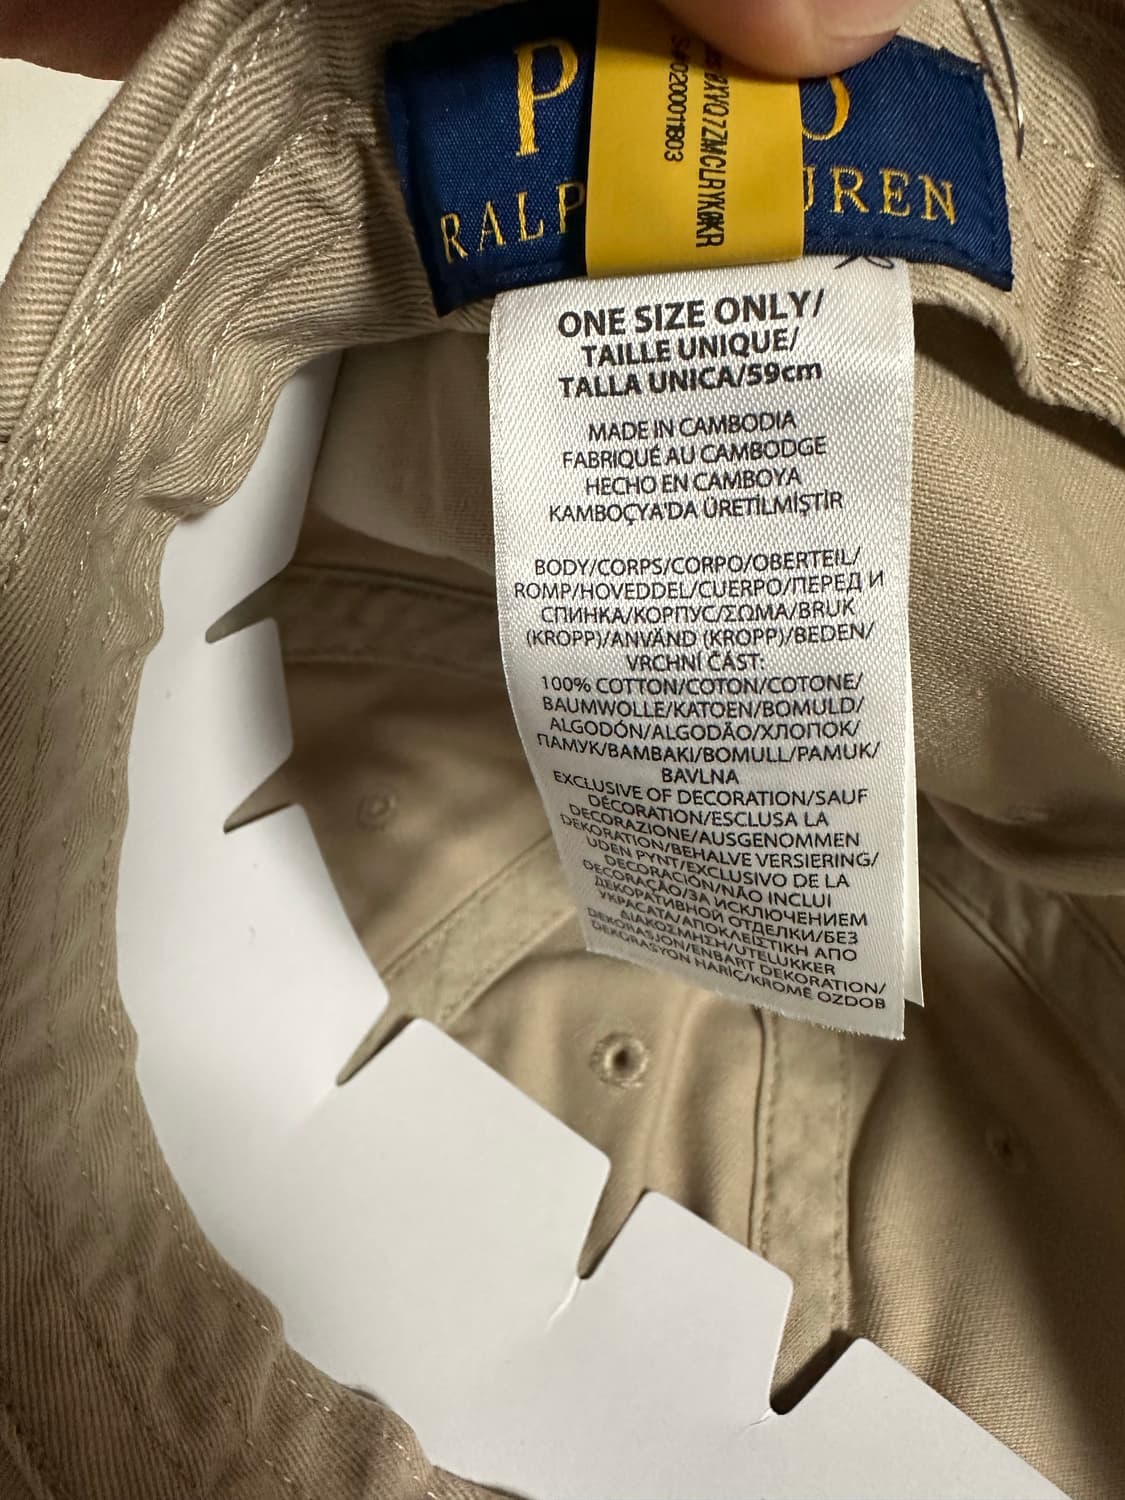 P
RALP
UREN
SA020001B03
ONE SIZE ONLY/
TAILLE UNIQUE/
TALLA UNICA/59cm
MADE IN CAMBODIA
FABRIQUÉ AU CAMBODGE
HECHO EN CAMBOYA
KAMBOÇYA'DA ÜRETİLMİŞTİR
BODY/CORPS/CORPO/OBERTEIL/
ROMP/HOVEDDEL/CUERPO/ПЕРЕД И
СПИНКА/КОРПУС/ΣΩΜΑ/BRUK
(KROPP)/ANVÄND (KROPP)/BEDEN/
VRCHNÍ ČÁST:
100% COTTON/COTON/COTONE/
BAUMWOLLE/KATOEN/BOMULD/
ALGODÓN/ALGODÃO/ХЛОПОК/
ПАМУК/ΒΑΜΒΑΚΙ/BOMULL/PAMUK/
BAVLNA
EXCLUSIVE OF DECORATION/SAUF
DÉCORATION/ESCLUSA LA
DECORAZIONE/AUSGENOMMEN
DEKORATION/BEHALVE VERSIERING/
UDEN PYNT/EXCLUSIVO DE LA
DECORACIÓN/NÃO INCLUI
DECORAÇÃO/ЗА ИСКЛЮЧЕНИЕМ
ДЕКОРАТИВНОЙ ОТДЕЛКИ/БЕЗ
УКРАСАТА/ΑΠΟΚΛΕΙΣΤΙΚΗ ΑΠΟ
ΔΙΑΚΟΣΜΗΣΗ/UTELUKKER
DEKORASJON/ENBART DEKORATION/
DEKORASYON HARİÇ/KROMĚ OZDOB